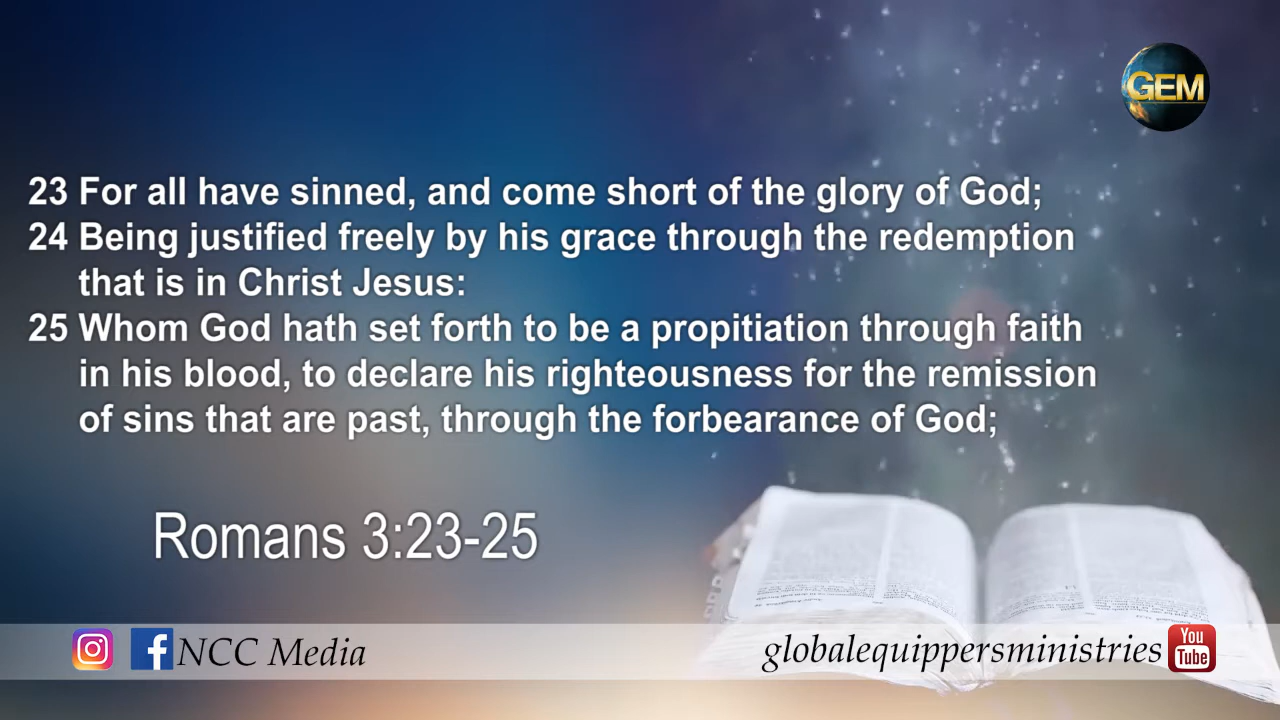 GEM
23 For all have sinned, and come short of the glory of God;
24 Being justified freely by his grace through the redemption
that is in Christ Jesus:
25 Whom God hath set forth to be a propitiation through faith
in his blood, to declare his righteousness for the remission
of sins that are past, through the forbearance of God;
Romans 3:23-25
NCC Media
globalequippersministries
You
Tube